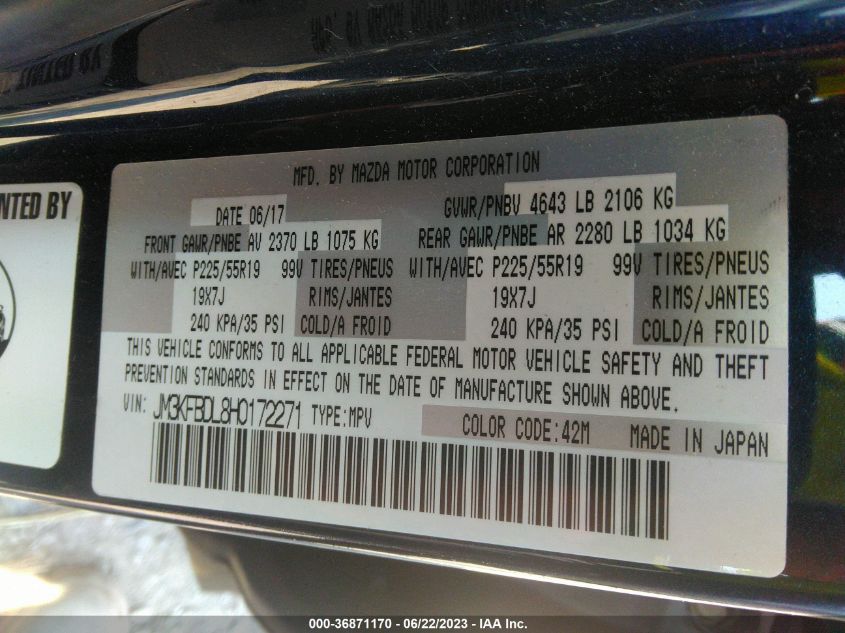 NTED BY
MFD. BY MAZDA MOTOR CORPORATION
DATE 06/17 GVWR/PNBV 4643 LB 2106 KG
FRONT GAWR/PNBE AV 2370 LB 1075 KG REAR GAWR/PNBE AR 2280 LB 1034 KG
WITH/AVEC P225/55R19 99V TIRES/PNEUS WITH/AVEC P225/55R19 99V TIRES/PNEUS
19X7J RIMS/JANTES 19X7J RIMS/JANTES
240 KPA/35 PSI COLD/A FROID 240 KPA/35 PSI COLD/A FROID
THIS VEHICLE CONFORMS TO ALL APPLICABLE FEDERAL MOTOR VEHICLE SAFETY AND THEFT
PREVENTION STANDARDS IN EFFECT ON THE DATE OF MANUFACTURE SHOWN ABOVE.
VIN: JM3KFBDL8H0172271 TYPE:MPV COLOR CODE:42M MADE IN JAPAN
000-36871170 - 06/22/2023 - IAA Inc.